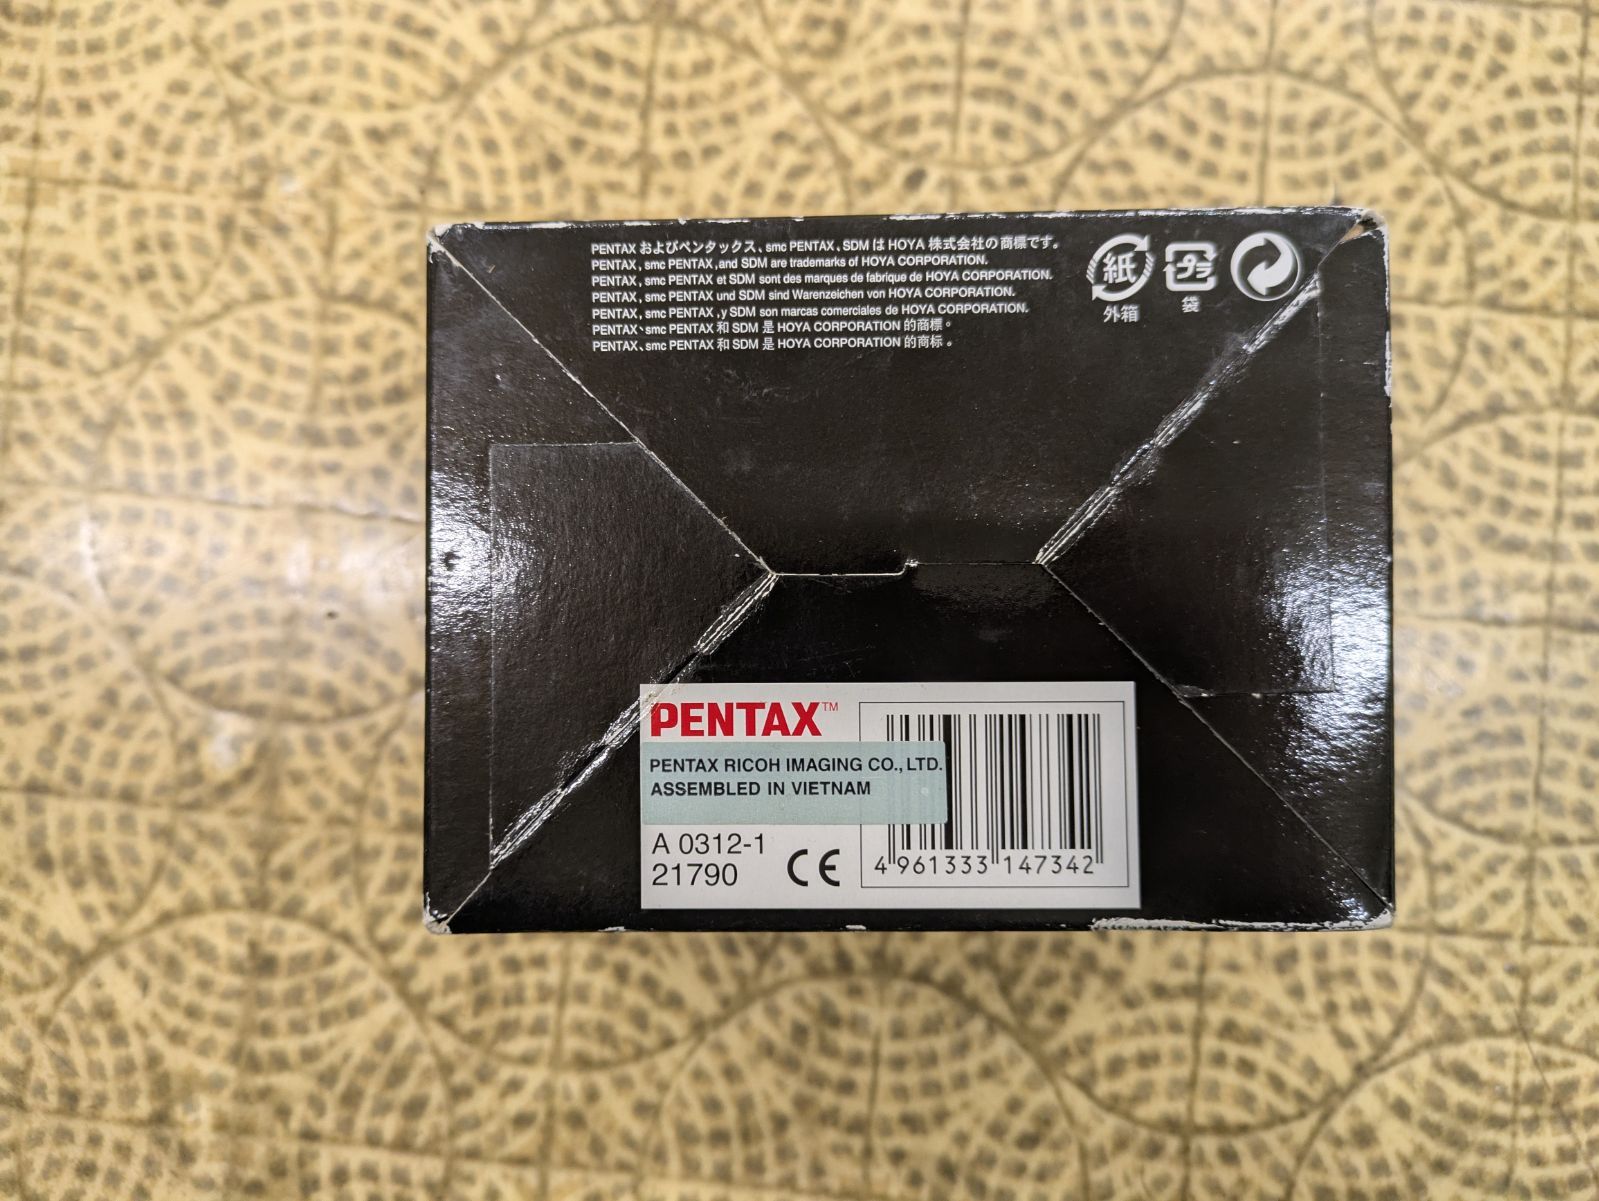 PENTAX およびペンタックス、smc PENTAX、SDM は HOYA 株式会社の商標です。
PENTAX, smc PENTAX ,and SDM are trademarks of HOYA CORPORATION.
PENTAX, smc PENTAX et SDM sont des marques de fabrique de HOYA CORPORATION.
PENTAX, smc PENTAX und SDM sind Warenzeichen von HOYA CORPORATION.
PENTAX, smc PENTAX ,y SDM son marcas comerciales de HOYA CORPORATION.
PENTAX、smc PENTAX 和 SDM 是 HOYA CORPORATION 的商標。
PENTAX、smc PENTAX 和 SDM 是 HOYA CORPORATION 的商标。
紙
外箱
プラ
袋
PENTAX™
PENTAX RICOH IMAGING CO., LTD.
ASSEMBLED IN VIETNAM
A 0312-1
21790
CE
4 961333 147342